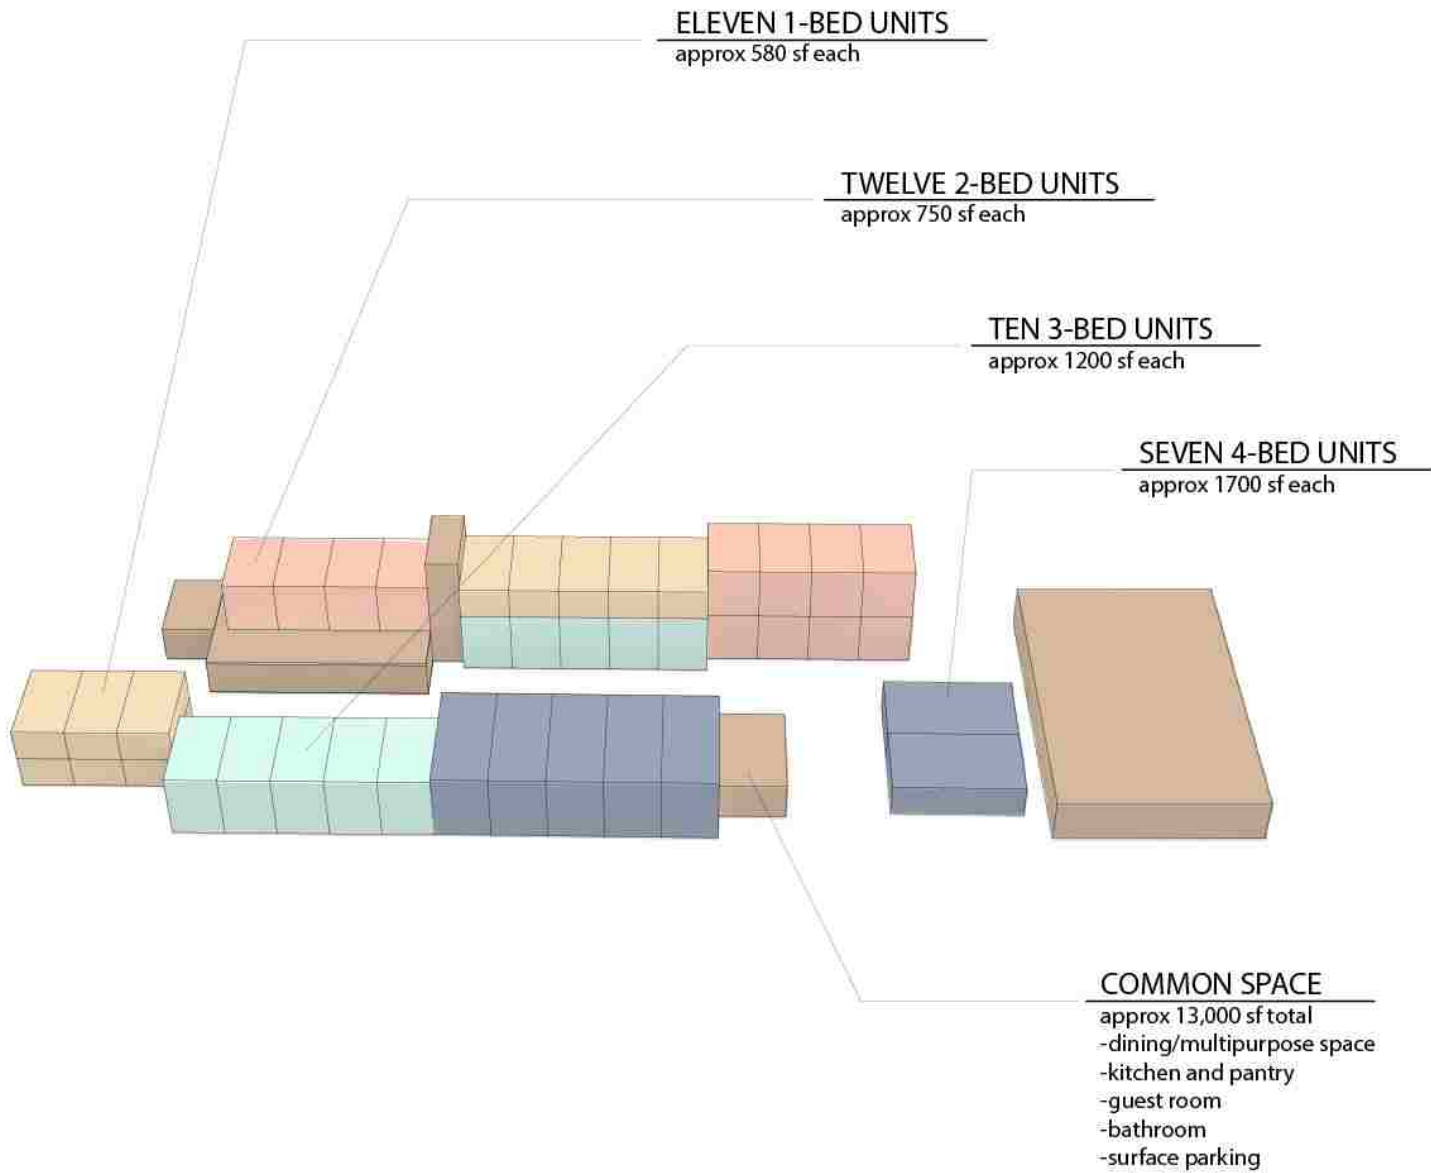 ELEVEN 1-BED UNITS
approx 580 sf each
TWELVE 2-BED UNITS
approx 750 sf each
TEN 3-BED UNITS
approx 1200 sf each
SEVEN 4-BED UNITS
approx 1700 sf each
COMMON SPACE
approx 13,000 sf total
-dining/multipurpose space
-kitchen and pantry
-guest room
-bathroom
-surface parking